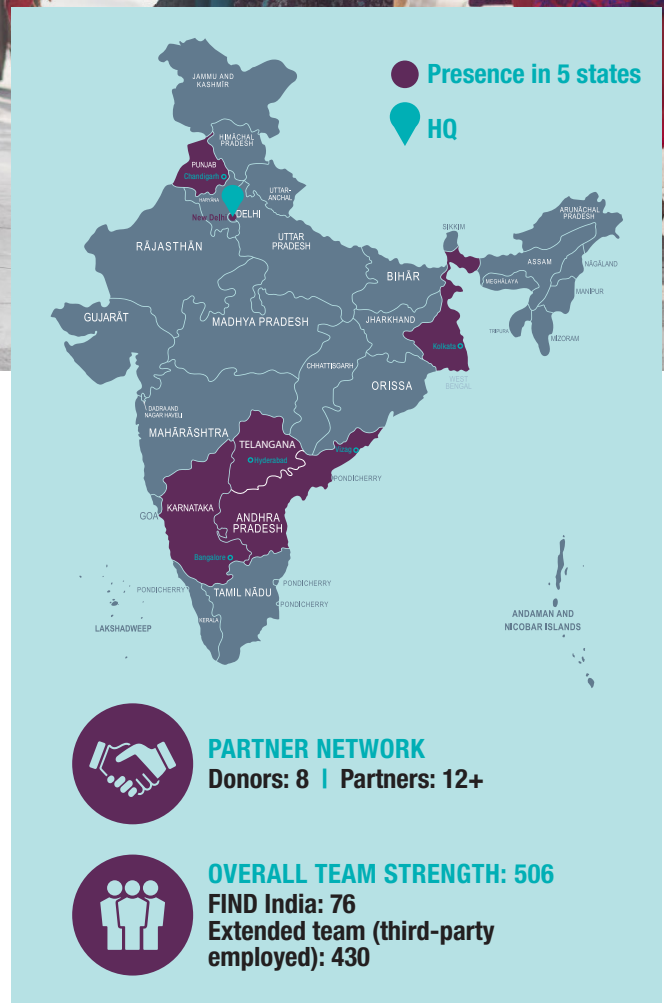 Presence in 5 states
HQ
JAMMU AND
KASHMĪR
HIMĀCHAL
PRADESH
PUNJAB
Chandigarh
HARYĀNA
UTTAR-
ANCHAL
New Delhi
DELHI
RĀJASTHĀN
UTTAR
PRADESH
SIKKIM
ARUNĀCHAL
PRADESH
ASSAM
NĀGĀLAND
MEGHĀLAYA
MANIPUR
BIHĀR
TRIPURA
MIZORAM
GUJARĀT
MADHYA PRADESH
JHARKHAND
Kolkata
CHHATTISGARH
WEST
BENGAL
ORISSA
DADRA AND
NAGAR HAVELI
MAHĀRĀSHTRA
TELANGANA
Hyderabad
Vizag
PONDICHERRY
GOA
KARNATAKA
ANDHRA
PRADESH
Bangalore
PONDICHERRY
PONDICHERRY
TAMIL NĀDU
PONDICHERRY
KERALA
LAKSHADWEEP
ANDAMAN AND
NICOBAR ISLANDS
PARTNER NETWORK
Donors: 8 | Partners: 12+
OVERALL TEAM STRENGTH: 506
FIND India: 76
Extended team (third-party
employed): 430